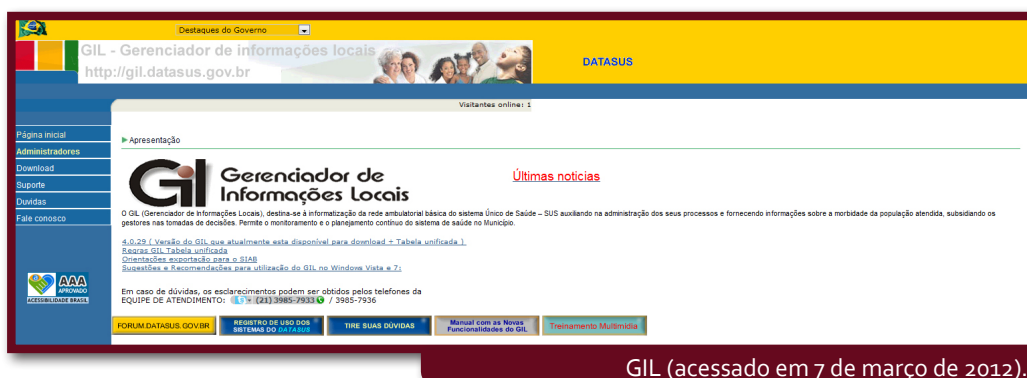 Destaques do Governo
GIL - Gerenciador de informações locais
http://gil.datasus.gov.br
DATASUS
Visitantes online: 1
Página inicial
Administradores
Download
Suporte
Duvidas
Fale conosco
AAA
APROVADO
ACESSIBILIDADE BRASIL
Apresentação
Gil Gerenciador de
Informações Locais
Últimas noticias
O GIL (Gerenciador de Informações Locais), destina-se à informatização da rede ambulatorial básica do sistema Único de Saúde – SUS auxiliando na administração dos seus processos e fornecendo informações sobre a morbidade da população atendida, subsidiando os
gestores nas tomadas de decisões. Permite o monitoramento e o planejamento contínuo do sistema de saúde no Município.
4.0.29 ( Versão do GIL que atualmente esta disponível para download + Tabela unificada )
Regras GIL Tabela unificada
Orientações exportação para o SIAB
Sugestões e Recomendações para utilização do GIL no Windows Vista e 7:
Em caso de dúvidas, os esclarecimentos podem ser obtidos pelos telefones da
EQUIPE DE ATENDIMENTO: (21) 3985-7933 / 3985-7936
FORUM.DATASUS.GOV.BR
REGISTRO DE USO DOS
SISTEMAS DO DATASUS
TIRE SUAS DÚVIDAS
Manual com as Novas
Funcionalidades do GIL
Treinamento Multimidia
GIL (acessado em 7 de março de 2012).